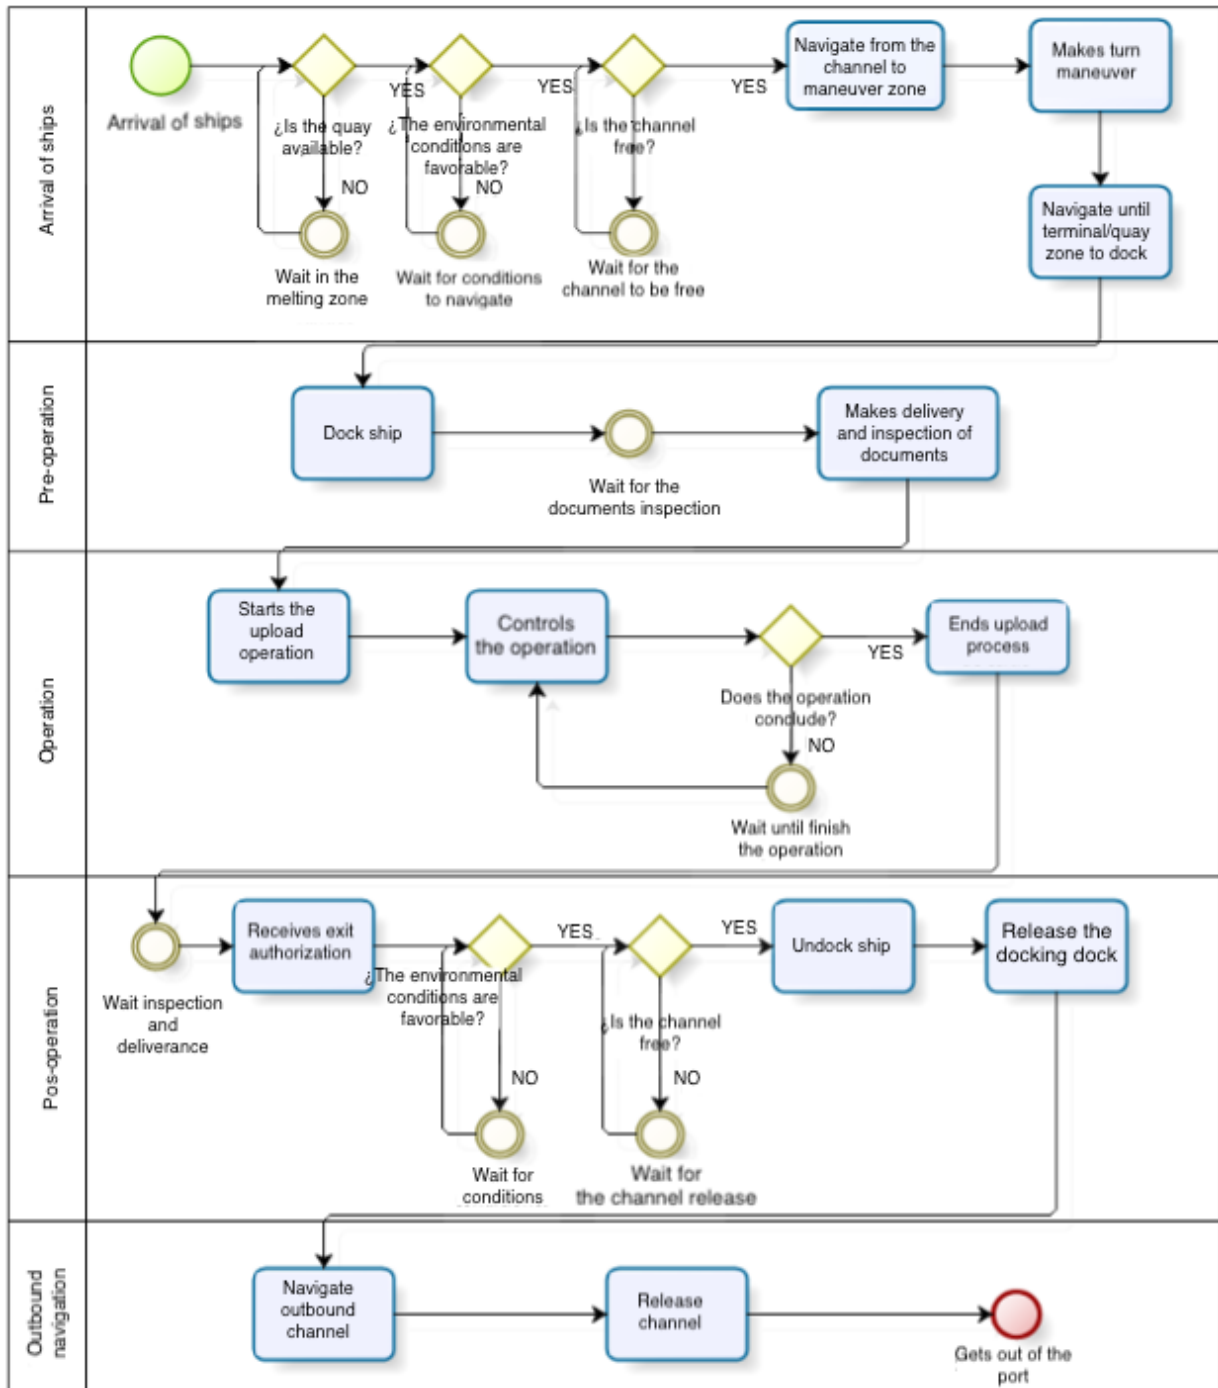 Arrival of ships
Arrival of ships
¿Is the quay
available?
NO
Wait in the
melting zone
YES
¿The environmental
conditions are
favorable?
NO
Wait for conditions
to navigate
YES
¿Is the channel
free?
Wait for the
channel to be free
YES
Navigate from the
channel to
maneuver zone
Makes turn
maneuver
Navigate until
terminal/quay
zone to dock
Pre-operation
Dock ship
Wait for the
documents inspection
Makes delivery
and inspection of
documents
Operation
Starts the
upload
operation
Controls
the operation
Does the operation
conclude?
YES
NO
Wait until finish
the operation
Ends upload
process
Pos-operation
Wait inspection
and
deliverance
Receives exit
authorization
¿The environmental
conditions are
favorable?
NO
Wait for
conditions
YES
¿Is the channel
free?
NO
Wait for
the channel release
YES
Undock ship
Release the
docking dock
Outbound
navigation
Navigate
outbound
channel
Release
channel
Gets out of the
port